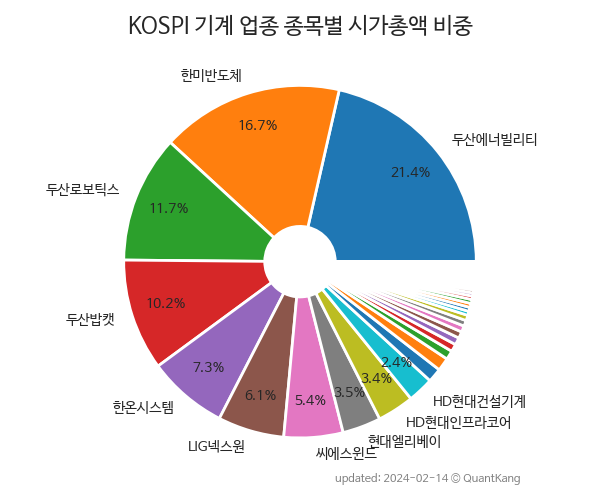 KOSPI 기계 업종 종목별 시가총액 비중
한미반도체
두산에너빌리티
16.7%
21.4%
두산로보틱스
11.7%
두산밥캣
10.2%
한온시스템
7.3%
LIG넥스원
6.1%
씨에스윈드
5.4%
현대엘리베이
3.5%
HD현대인프라코어
3.4%
HD현대건설기계
2.4%
updated: 2024-02-14 © QuantKang